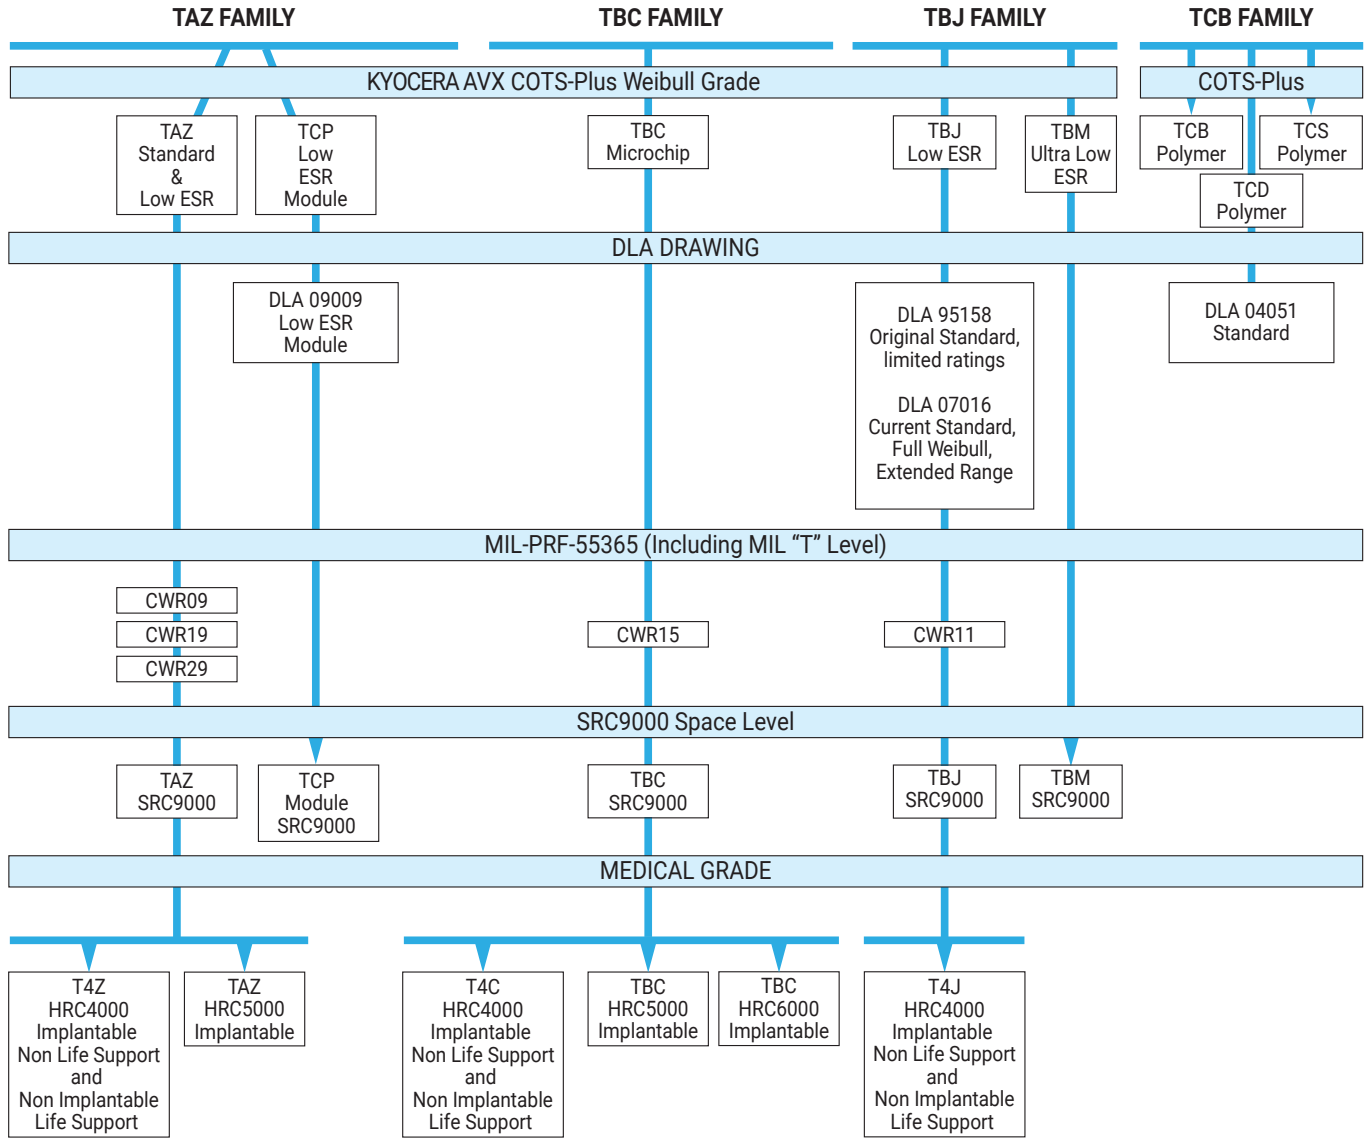 TAZ FAMILY
TBC FAMILY
TBJ FAMILY
TCB FAMILY
KYOCERA AVX COTS-Plus Weibull Grade
COTS-Plus
TAZ
Standard
&
Low ESR
TCP
Low
ESR
Module
TBC
Microchip
TBJ
Low ESR
TBM
Ultra Low
ESR
TCB
Polymer
TCS
Polymer
TCD
Polymer
DLA DRAWING
DLA 09009
Low ESR
Module
DLA 95158
Original Standard,
limited ratings
DLA 07016
Current Standard,
Full Weibull,
Extended Range
DLA 04051
Standard
MIL-PRF-55365 (Including MIL “T” Level)
CWR09
CWR19
CWR29
CWR15
CWR11
SRC9000 Space Level
TAZ
SRC9000
TCP
Module
SRC9000
TBC
SRC9000
TBJ
SRC9000
TBM
SRC9000
MEDICAL GRADE
T4Z
HRC4000
Implantable
Non Life Support
and
Non Implantable
Life Support
TAZ
HRC5000
Implantable
T4C
HRC4000
Implantable
Non Life Support
and
Non Implantable
Life Support
TBC
HRC5000
Implantable
TBC
HRC6000
Implantable
T4J
HRC4000
Implantable
Non Life Support
and
Non Implantable
Life Support